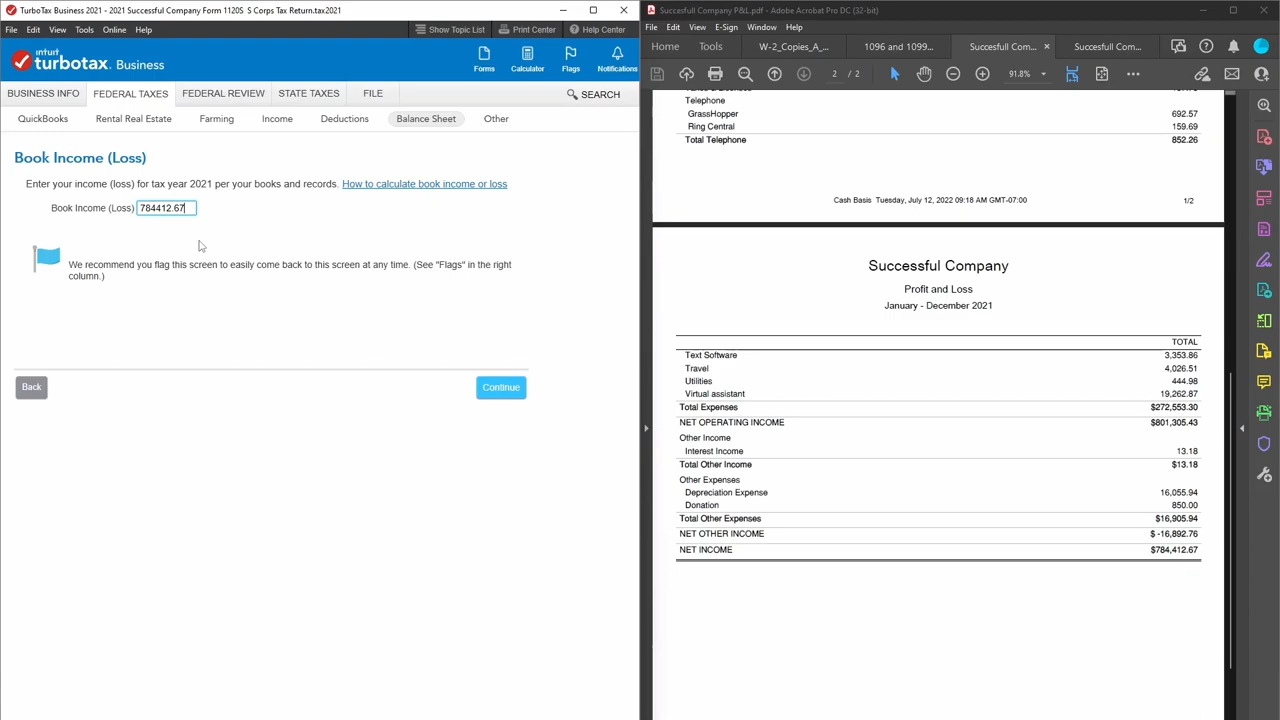 TurboTax Business 2021 - 2021 Successful Company Form 1120S  S Corps Tax Return.tax2021
File Edit View Tools Online Help
Show Topic List Print Center Help Center
intuit turbotax. Business
Forms Calculator Flags Notifications
BUSINESS INFO FEDERAL TAXES FEDERAL REVIEW STATE TAXES FILE SEARCH
QuickBooks Rental Real Estate Farming Income Deductions Balance Sheet Other
Book Income (Loss)
Enter your income (loss) for tax year 2021 per your books and records. How to calculate book income or loss
Book Income (Loss) 784412.67
We recommend you flag this screen to easily come back to this screen at any time. (See "Flags" in the right
column.)
Back Continue
Succesfull Company P&L.pdf - Adobe Acrobat Pro DC (32-bit)
File Edit View E-Sign Window Help
Home Tools W-2_Copies_A_... 1096 and 1099... Succesfull Com... Succesfull Com...
2 / 2 91.8%
Telephone
GrassHopper 692.57
Ring Central 159.69
Total Telephone 852.26
Cash Basis Tuesday, July 12, 2022 09:18 AM GMT-07:00 1/2
Successful Company
Profit and Loss
January - December 2021
TOTAL
Text Software 3,353.86
Travel 4,026.51
Utilities 444.98
Virtual assistant 19,262.87
Total Expenses $272,553.30
NET OPERATING INCOME $801,305.43
Other Income
Interest Income 13.18
Total Other Income $13.18
Other Expenses
Depreciation Expense 16,055.94
Donation 850.00
Total Other Expenses $16,905.94
NET OTHER INCOME $ -16,892.76
NET INCOME $784,412.67